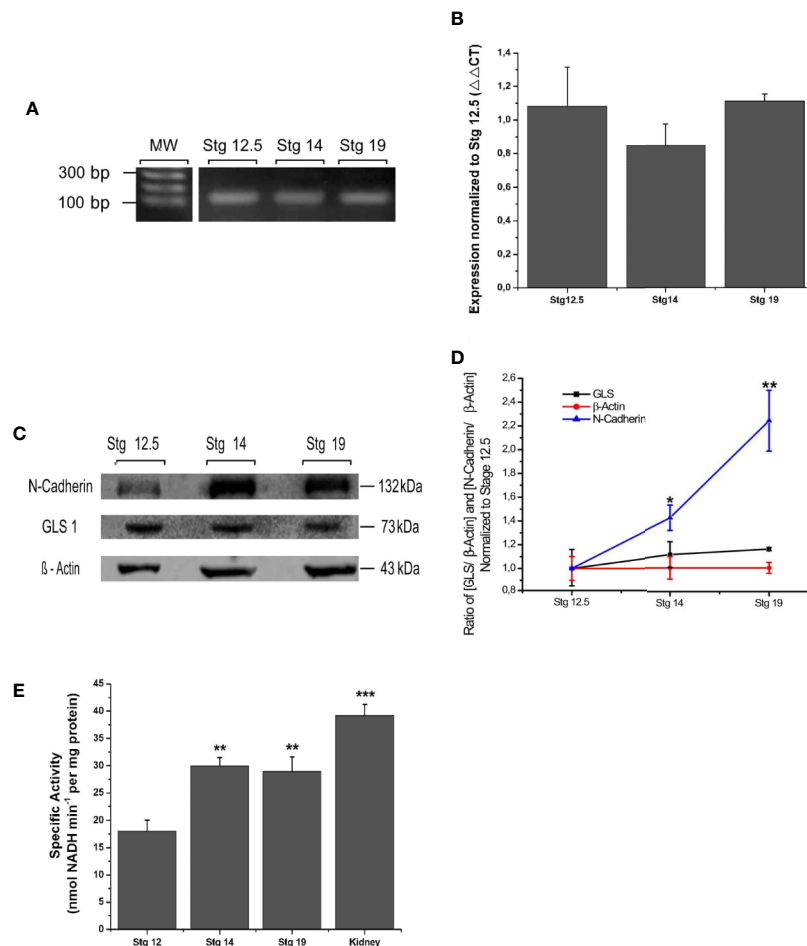 A
MW Stg 12.5 Stg 14 Stg 19
300 bp
100 bp
B
Expression normalized to Stg 12.5 (△△CT)
1,4
1,2
1,0
0,8
0,6
0,4
0,2
0,0
Stg12.5 Stg14 Stg 19
C
Stg 12.5 Stg 14 Stg 19
N-Cadherin 132kDa
GLS 1 73kDa
ß - Actin 43 kDa
D
Ratio of [GLS/ β-Actin] and [N-Cadherin/ β-Actin]
Normalized to Stage 12.5
2,6
2,4
2,2
2,0
1,8
1,6
1,4
1,2
1,0
0,8
GLS
β-Actin
N-Cadherin
*
**
Stg 12.5 Stg 14 Stg 19
E
Specific Activity
(nmol NADH min⁻¹ per mg protein)
45
40
35
30
25
20
15
10
5
0
** ** ***
Stg 12 Stg 14 Stg 19 Kidney